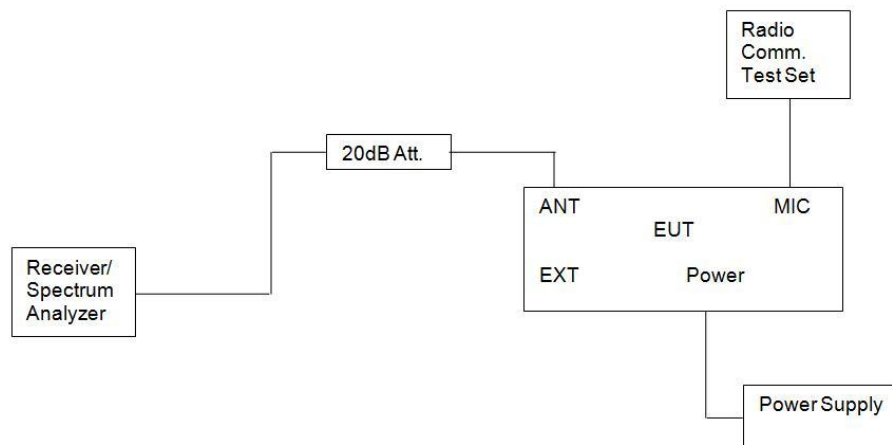 Radio
Comm.
Test Set
20dB Att.
ANT
MIC
EUT
Receiver/
Spectrum
Analyzer
EXT
Power
Power Supply